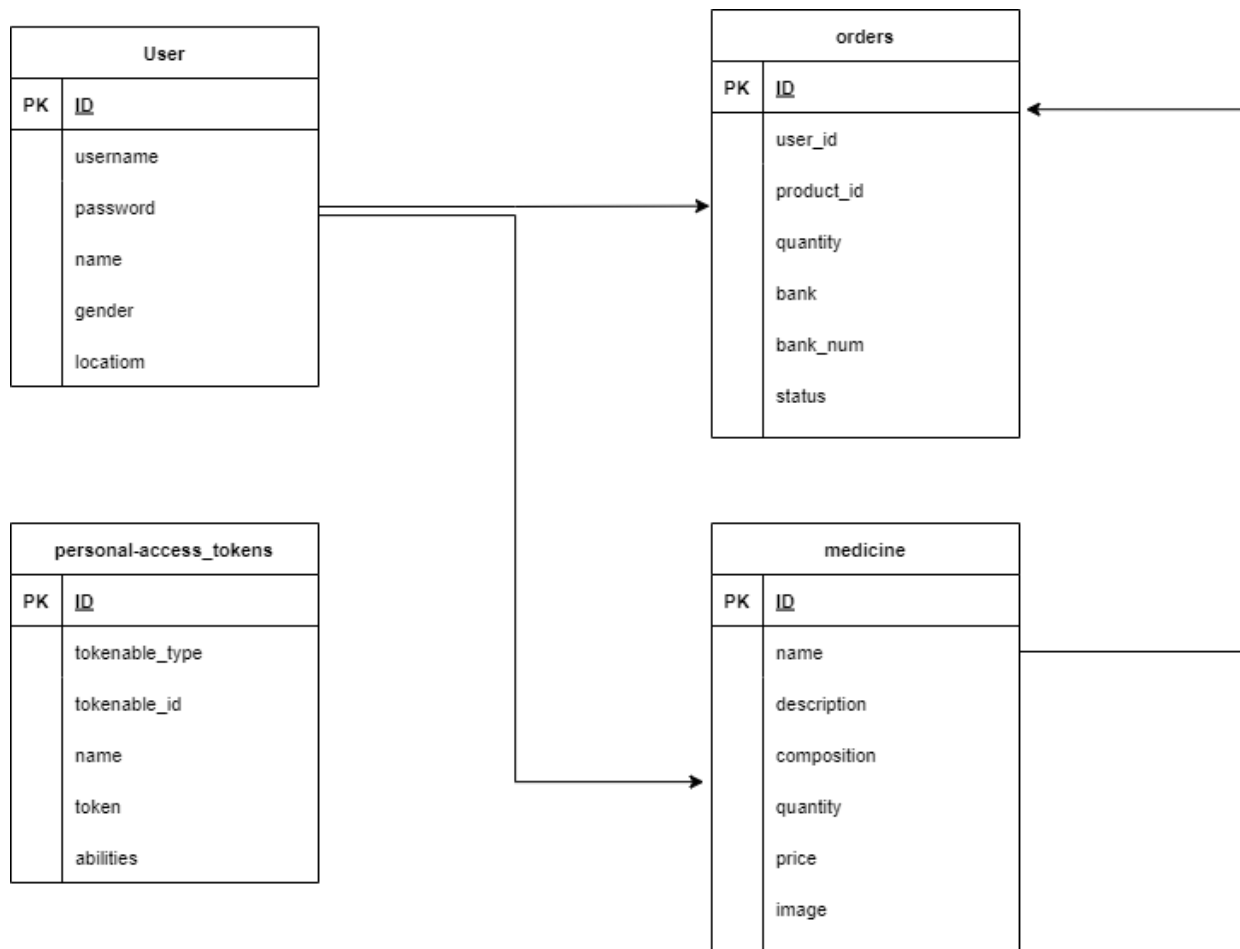 User
PK ID
username
password
name
gender
locatiom
orders
PK ID
user_id
product_id
quantity
bank
bank_num
status
personal-access_tokens
PK ID
tokenable_type
tokenable_id
name
token
abilities
medicine
PK ID
name
description
composition
quantity
price
image